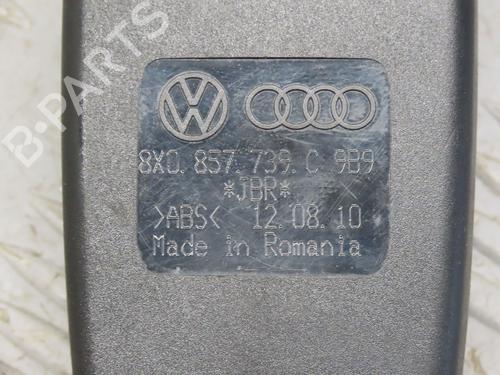 B-PARTS
8X0. 857. 739. C 9B9
*JBR*
>ABS< 12.08.10
Made in Romania